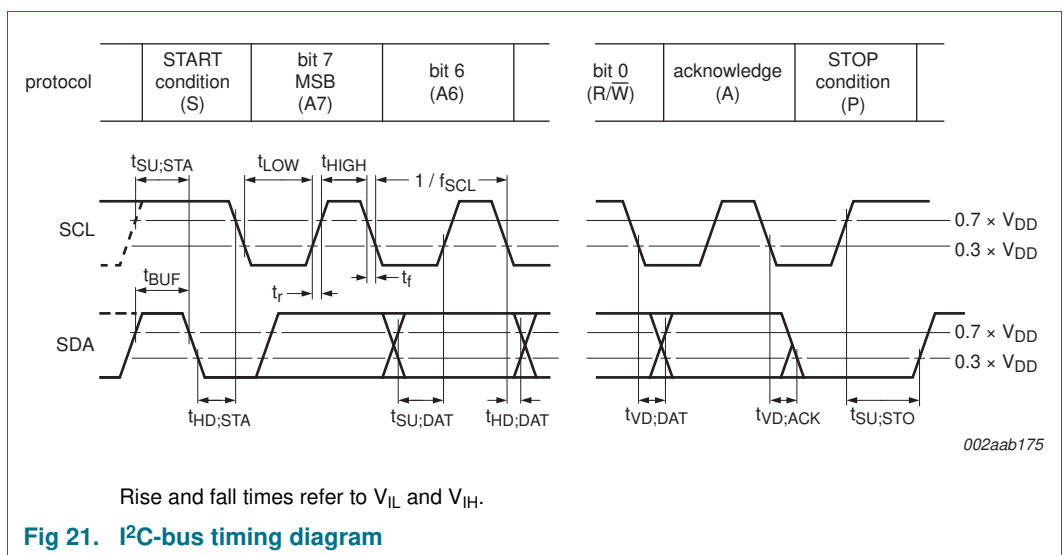 protocol
START
condition
(S)
bit 7
MSB
(A7)
bit 6
(A6)
bit 0
(R/W̅)
acknowledge
(A)
STOP
condition
(P)
tSU;STA
tLOW
tHIGH
1 / fSCL
SCL
0.7 × VDD
0.3 × VDD
tBUF
tr
tf
SDA
0.7 × VDD
0.3 × VDD
tHD;STA
tSU;DAT
tHD;DAT
tVD;DAT
tVD;ACK
tSU;STO
002aab175
Rise and fall times refer to VIL and VIH.
Fig 21. I²C-bus timing diagram